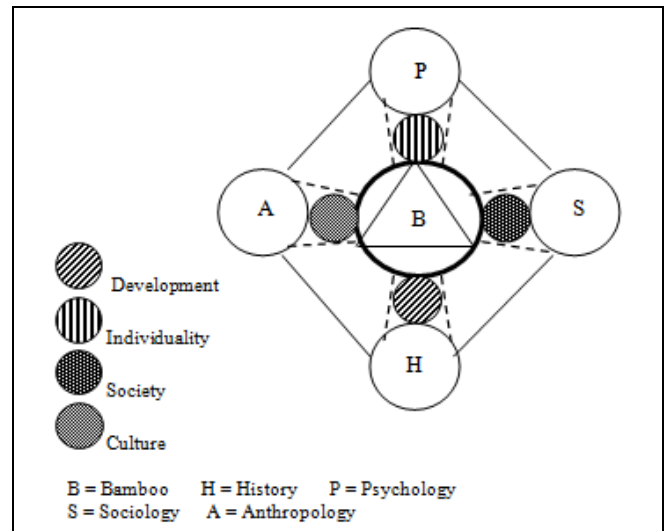 P
A
B
S
H
Development
Individuality
Society
Culture
B = Bamboo H = History P = Psychology
S = Sociology A = Anthropology